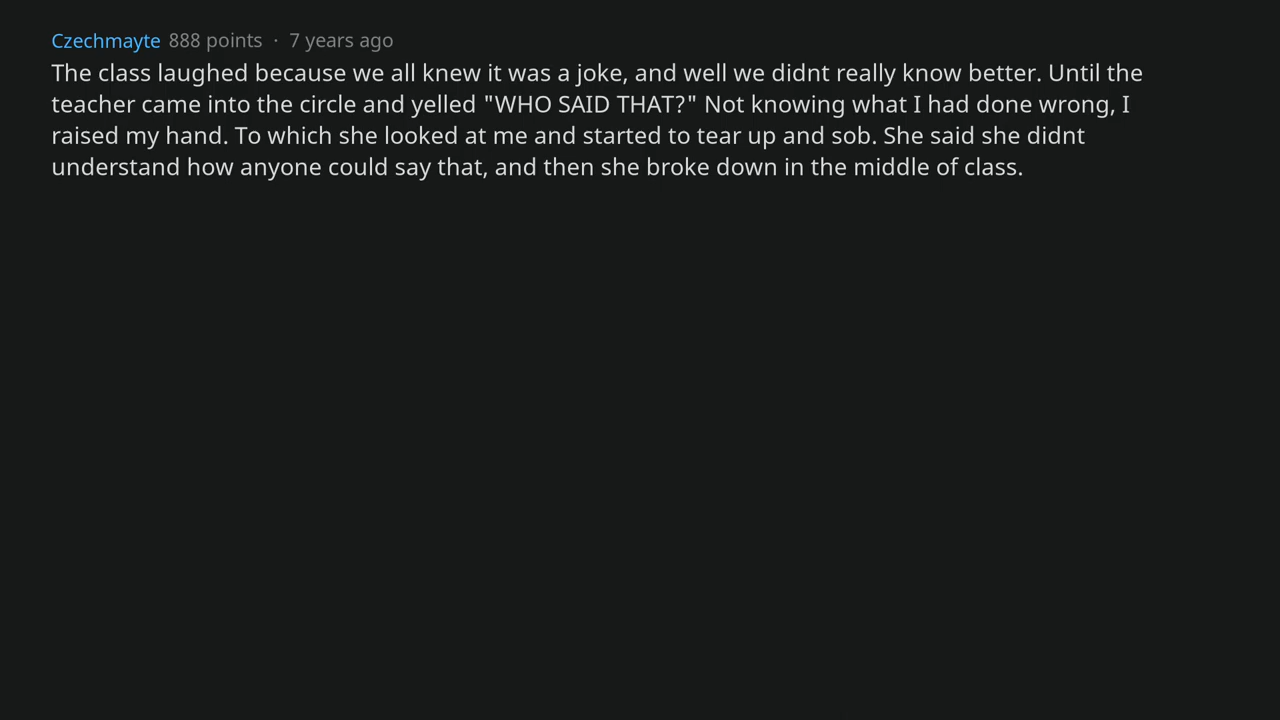 Czechmayte 888 points · 7 years ago
The class laughed because we all knew it was a joke, and well we didnt really know better. Until the
teacher came into the circle and yelled "WHO SAID THAT?" Not knowing what I had done wrong, I
raised my hand. To which she looked at me and started to tear up and sob. She said she didnt
understand how anyone could say that, and then she broke down in the middle of class.